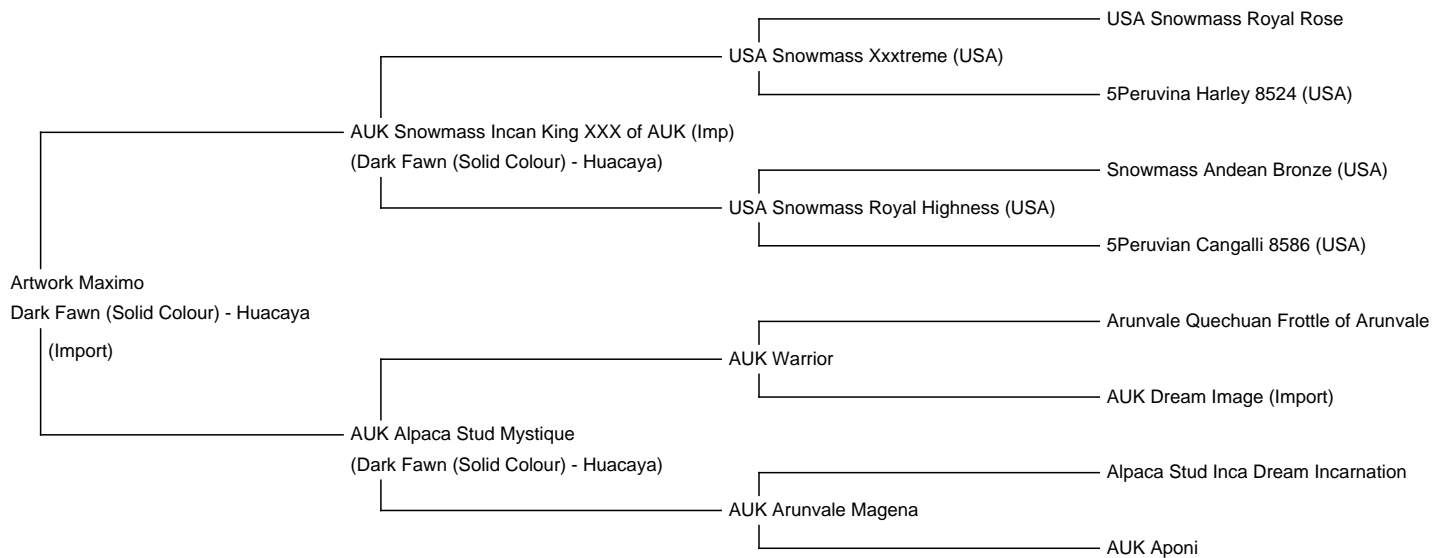 USA Snowmass Royal Rose
USA Snowmass Xxxtreme (USA)
5Peruvina Harley 8524 (USA)
AUK Snowmass Incan King XXX of AUK (Imp)
(Dark Fawn (Solid Colour) - Huacaya)
Snowmass Andean Bronze (USA)
USA Snowmass Royal Highness (USA)
5Peruvian Cangalli 8586 (USA)
Artwork Maximo
Dark Fawn (Solid Colour) - Huacaya
(Import)
Arunvale Quechuan Frottle of Arunvale
AUK Warrior
AUK Dream Image (Import)
AUK Alpaca Stud Mystique
(Dark Fawn (Solid Colour) - Huacaya)
Alpaca Stud Inca Dream Incarnation
AUK Arunvale Magena
AUK Aponi